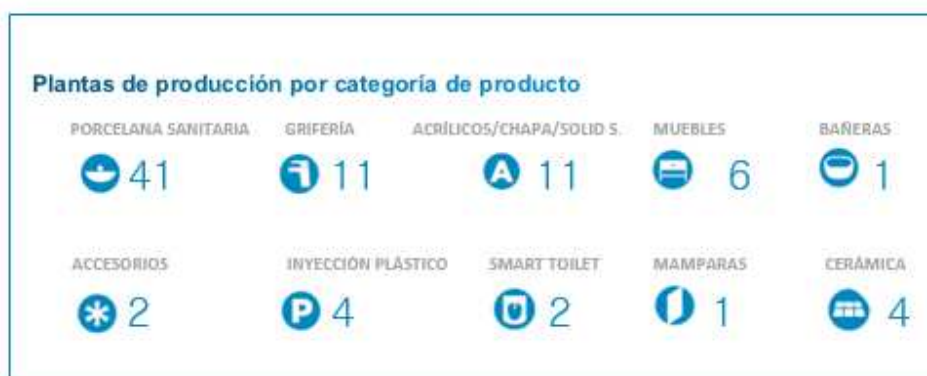 Plantas de producción por categoría de producto
PORCELANA SANITARIA GRIFERÍA ACRÍLICOS/CHAPA/SOLID S. MUEBLES BAÑERAS
41 11 A 11 6 1
ACCESORIOS INYECCIÓN PLÁSTICO SMART TOILET MAMPARAS CERÁMICA
2 P 4 2 1 4